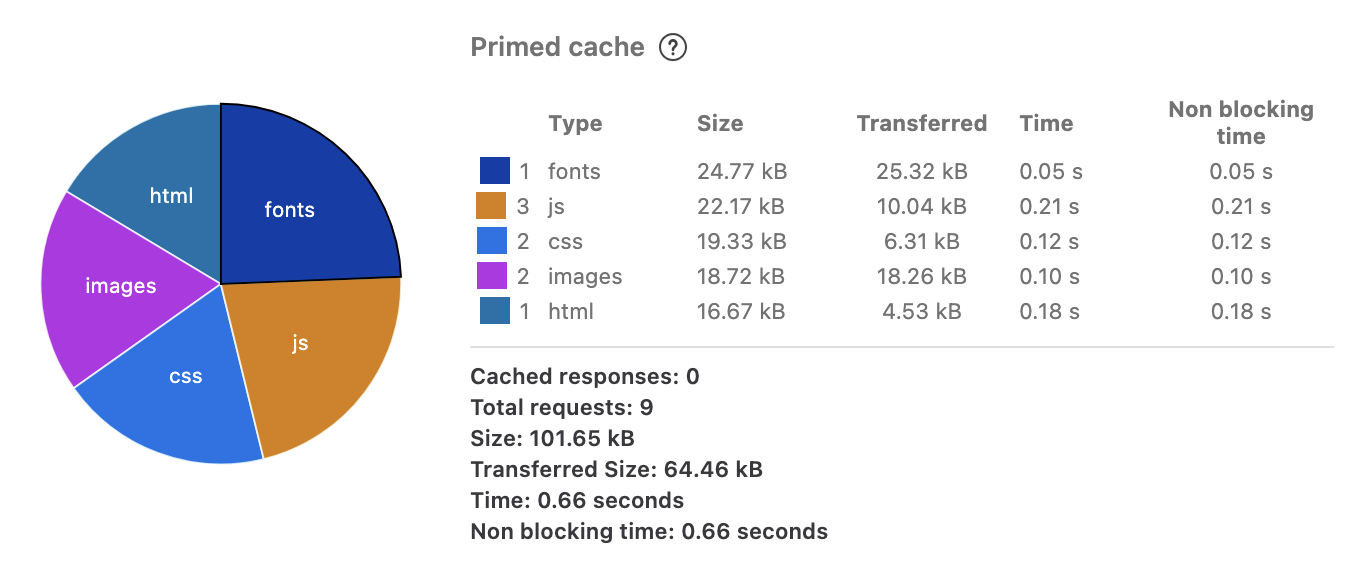 Primed cache ?
Type Size Transferred Time Non blocking time
1 fonts 24.77 kB 25.32 kB 0.05 s 0.05 s
3 js 22.17 kB 10.04 kB 0.21 s 0.21 s
2 css 19.33 kB 6.31 kB 0.12 s 0.12 s
2 images 18.72 kB 18.26 kB 0.10 s 0.10 s
1 html 16.67 kB 4.53 kB 0.18 s 0.18 s
Cached responses: 0
Total requests: 9
Size: 101.65 kB
Transferred Size: 64.46 kB
Time: 0.66 seconds
Non blocking time: 0.66 seconds
html
fonts
images
js
css